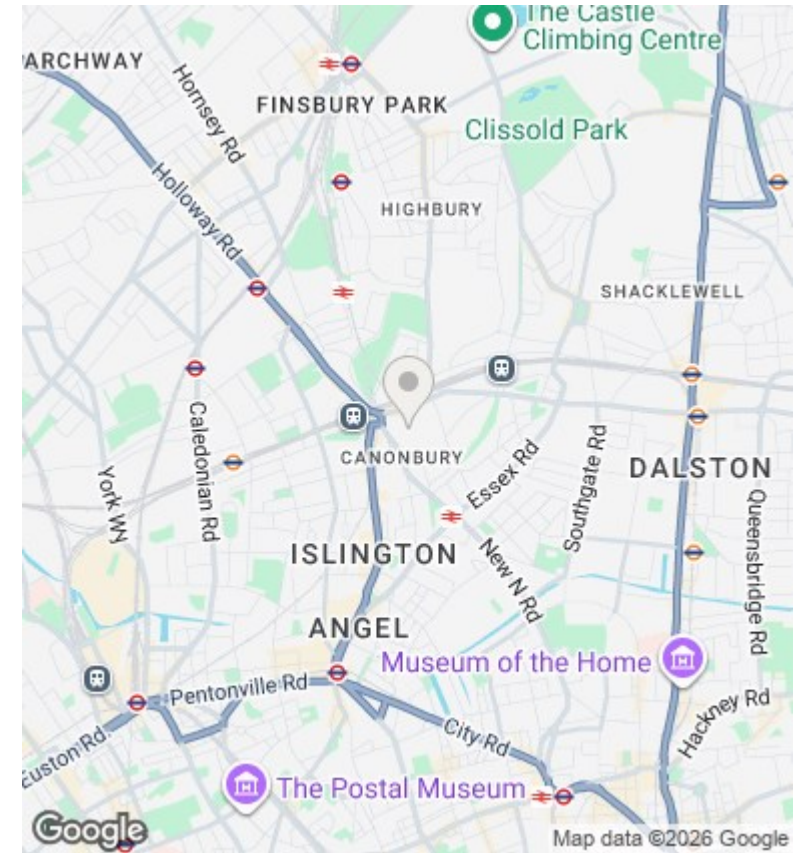 The Castle
Climbing Centre
ARCHWAY
Hornsey Rd
FINSBURY PARK
Clissold Park
Holloway Rd
HIGHBURY
SHACKLEWELL
Caledonian Rd
York WN
CANONBURY
Essex Rd
Southgate Rd
DALSTON
Queensbridge Rd
ISLINGTON
New N Rd
ANGEL
Museum of the Home
Pentonville Rd
City Rd
Hackney Rd
Euston Rd
The Postal Museum
Google
Map data ©2026 Google